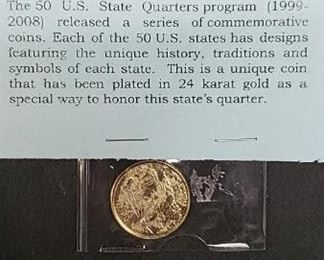 The 50 U.S. State Quarters program (1999-
2008) released a series of commemorative
coins. Each of the 50 U.S. states has designs
featuring the unique history, traditions and
symbols of each state. This is a unique coin
that has been plated in 24 karat gold as a
special way to honor this state's quarter.